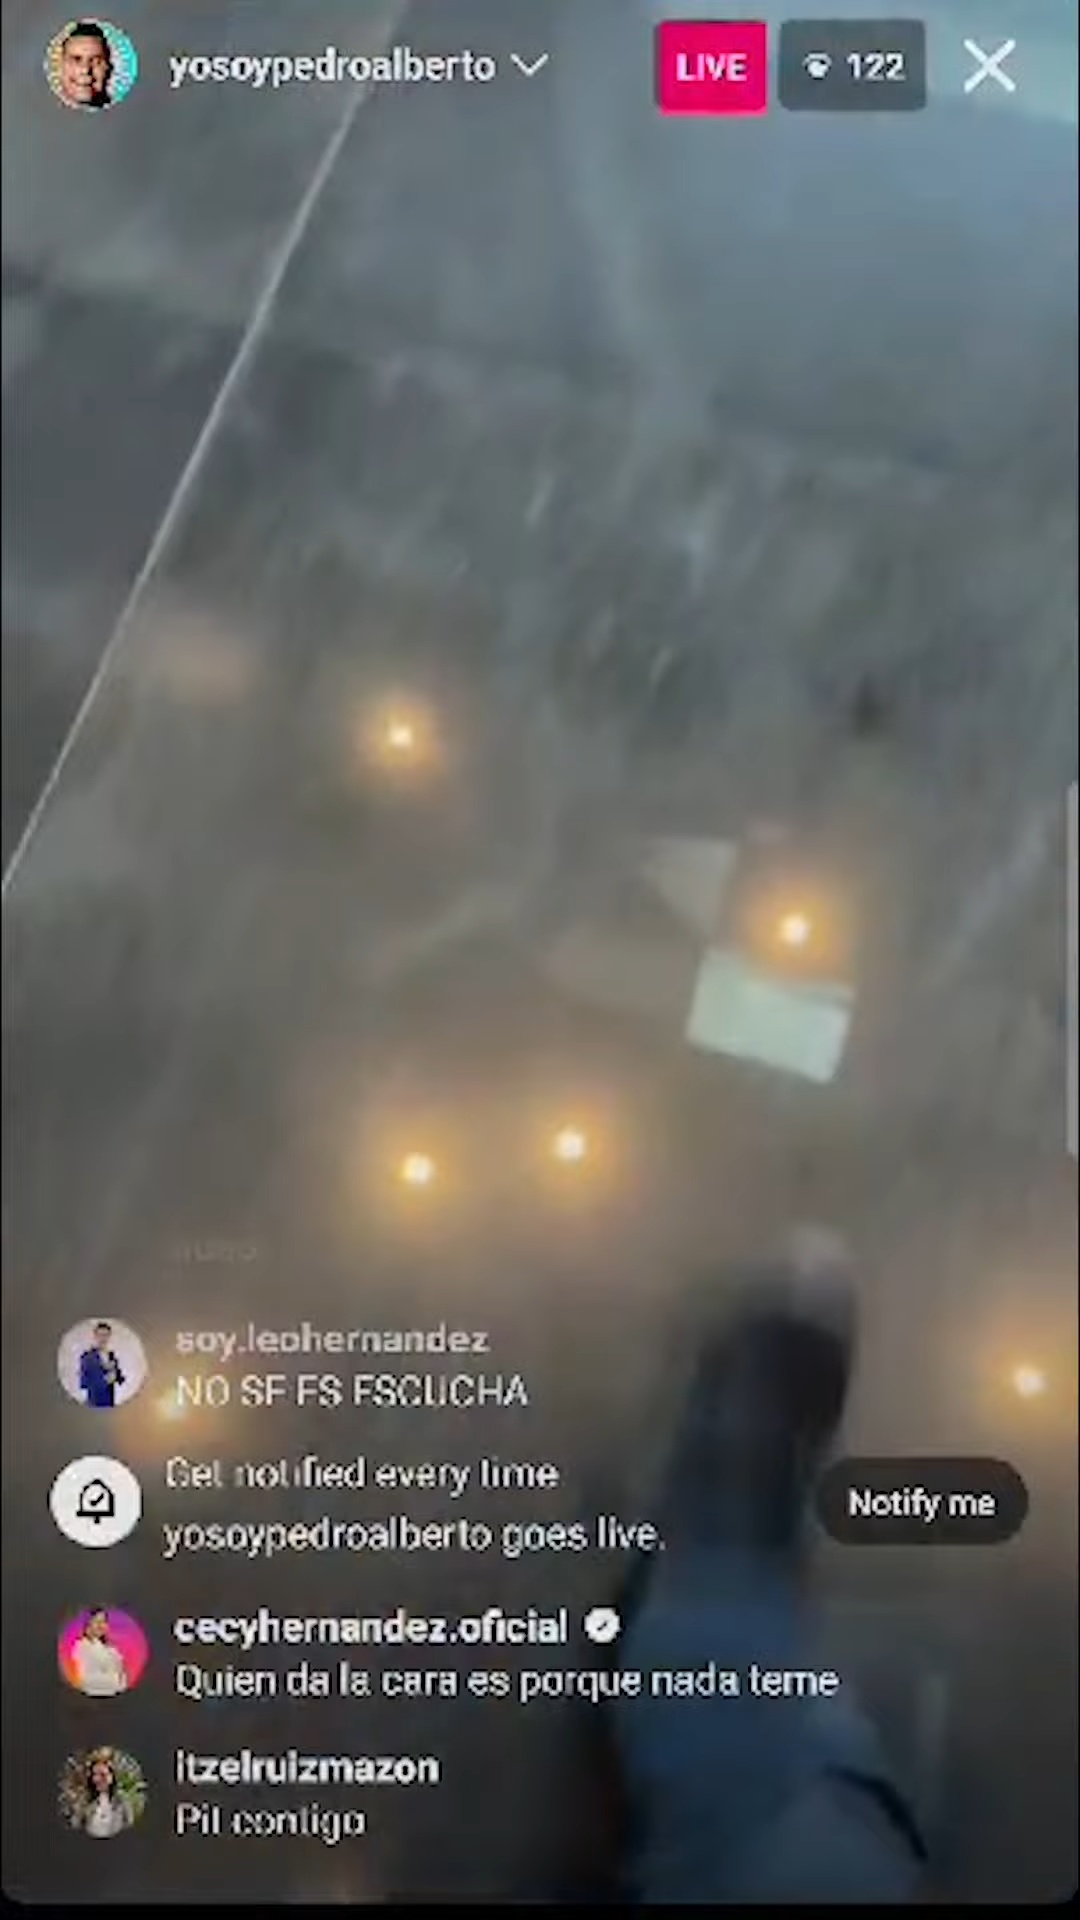 yosoypedroalberto
LIVE
122
soy.leohernandez
NO SE ES ESCUCHA
Get notified every time
yosoypedroalberto goes live.
Notify me
cecyhernandez.oficial
Quien da la cara es porque nada teme
itzelruizmazon
contigo